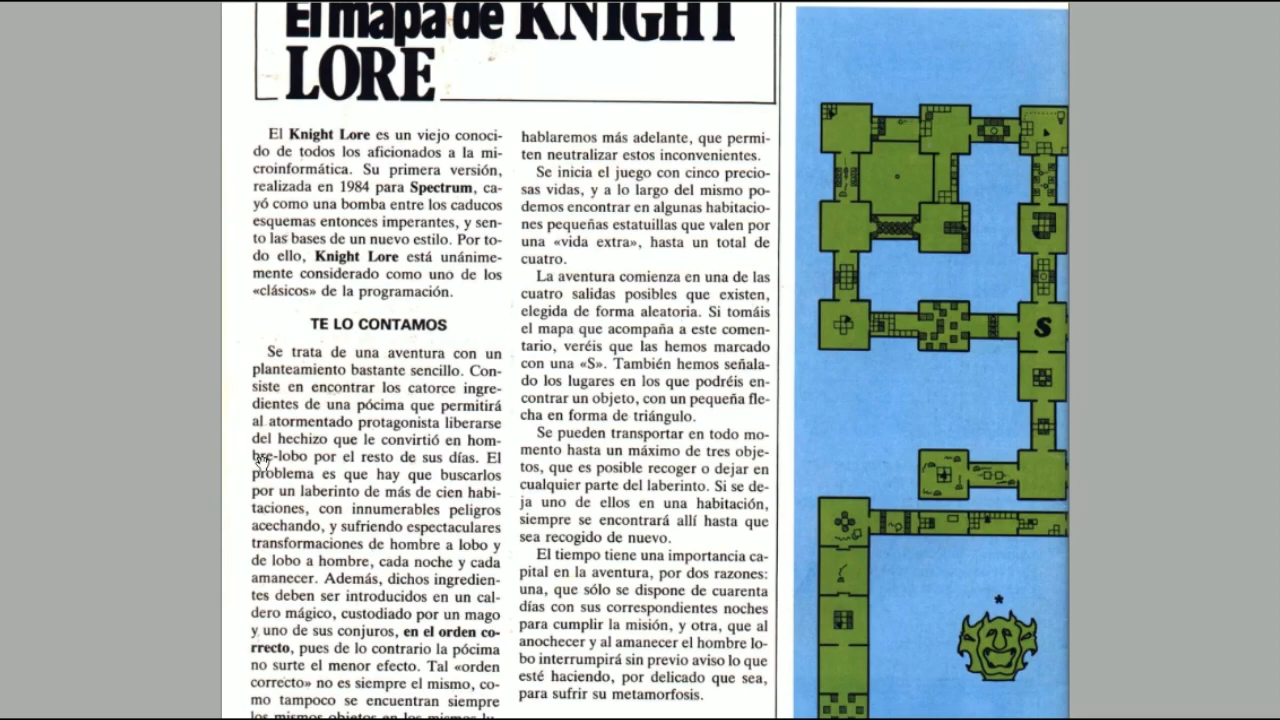 El mapa de KNIGHT
LORE
El Knight Lore es un viejo conoci-
do de todos los aficionados a la mi-
croinformática. Su primera versión,
realizada en 1984 para Spectrum, ca-
yó como una bomba entre los caducos
esquemas entonces imperantes, y sen-
to las bases de un nuevo estilo. Por to-
do ello, Knight Lore está unánime-
mente considerado como uno de los
«clásicos» de la programación.
TE LO CONTAMOS
Se trata de una aventura con un
planteamiento bastante sencillo. Con-
siste en encontrar los catorce ingre-
dientes de una pócima que permitirá
al atormentado protagonista liberarse
del hechizo que le convirtió en hom-
bre-lobo por el resto de sus días. El
problema es que hay que buscarlos
por un laberinto de más de cien habi-
taciones, con innumerables peligros
acechando, y sufriendo espectaculares
transformaciones de hombre a lobo y
de lobo a hombre, cada noche y cada
amanecer. Además, dichos ingredien-
tes deben ser introducidos en un cal-
dero mágico, custodiado por un mago
y uno de sus conjuros, en el orden co-
rrecto, pues de lo contrario la pócima
no surte el menor efecto. Tal «orden
correcto» no es siempre el mismo, co-
mo tampoco se encuentran siempre
los mismos objetos en los mismos lu-
hablaremos más adelante, que permi-
ten neutralizar estos inconvenientes.
Se inicia el juego con cinco precio-
sas vidas, y a lo largo del mismo po-
demos encontrar en algunas habitacio-
nes pequeñas estatuillas que valen por
una «vida extra», hasta un total de
cuatro.
La aventura comienza en una de las
cuatro salidas posibles que existen,
elegida de forma aleatoria. Si tomáis
el mapa que acompaña a este comen-
tario, veréis que las hemos marcado
con una «S». También hemos señala-
do los lugares en los que podréis en-
contrar un objeto, con un pequeña fle-
cha en forma de triángulo.
Se pueden transportar en todo mo-
mento hasta un máximo de tres obje-
tos, que es posible recoger o dejar en
cualquier parte del laberinto. Si se de-
ja uno de ellos en una habitación,
siempre se encontrará allí hasta que
sea recogido de nuevo.
El tiempo tiene una importancia ca-
pital en la aventura, por dos razones:
una, que sólo se dispone de cuarenta
días con sus correspondientes noches
para cumplir la misión, y otra, que al
anochecer y al amanecer el hombre lo-
bo interrumpirá sin previo aviso lo que
esté haciendo, por delicado que sea,
para sufrir su metamorfosis.
S
*